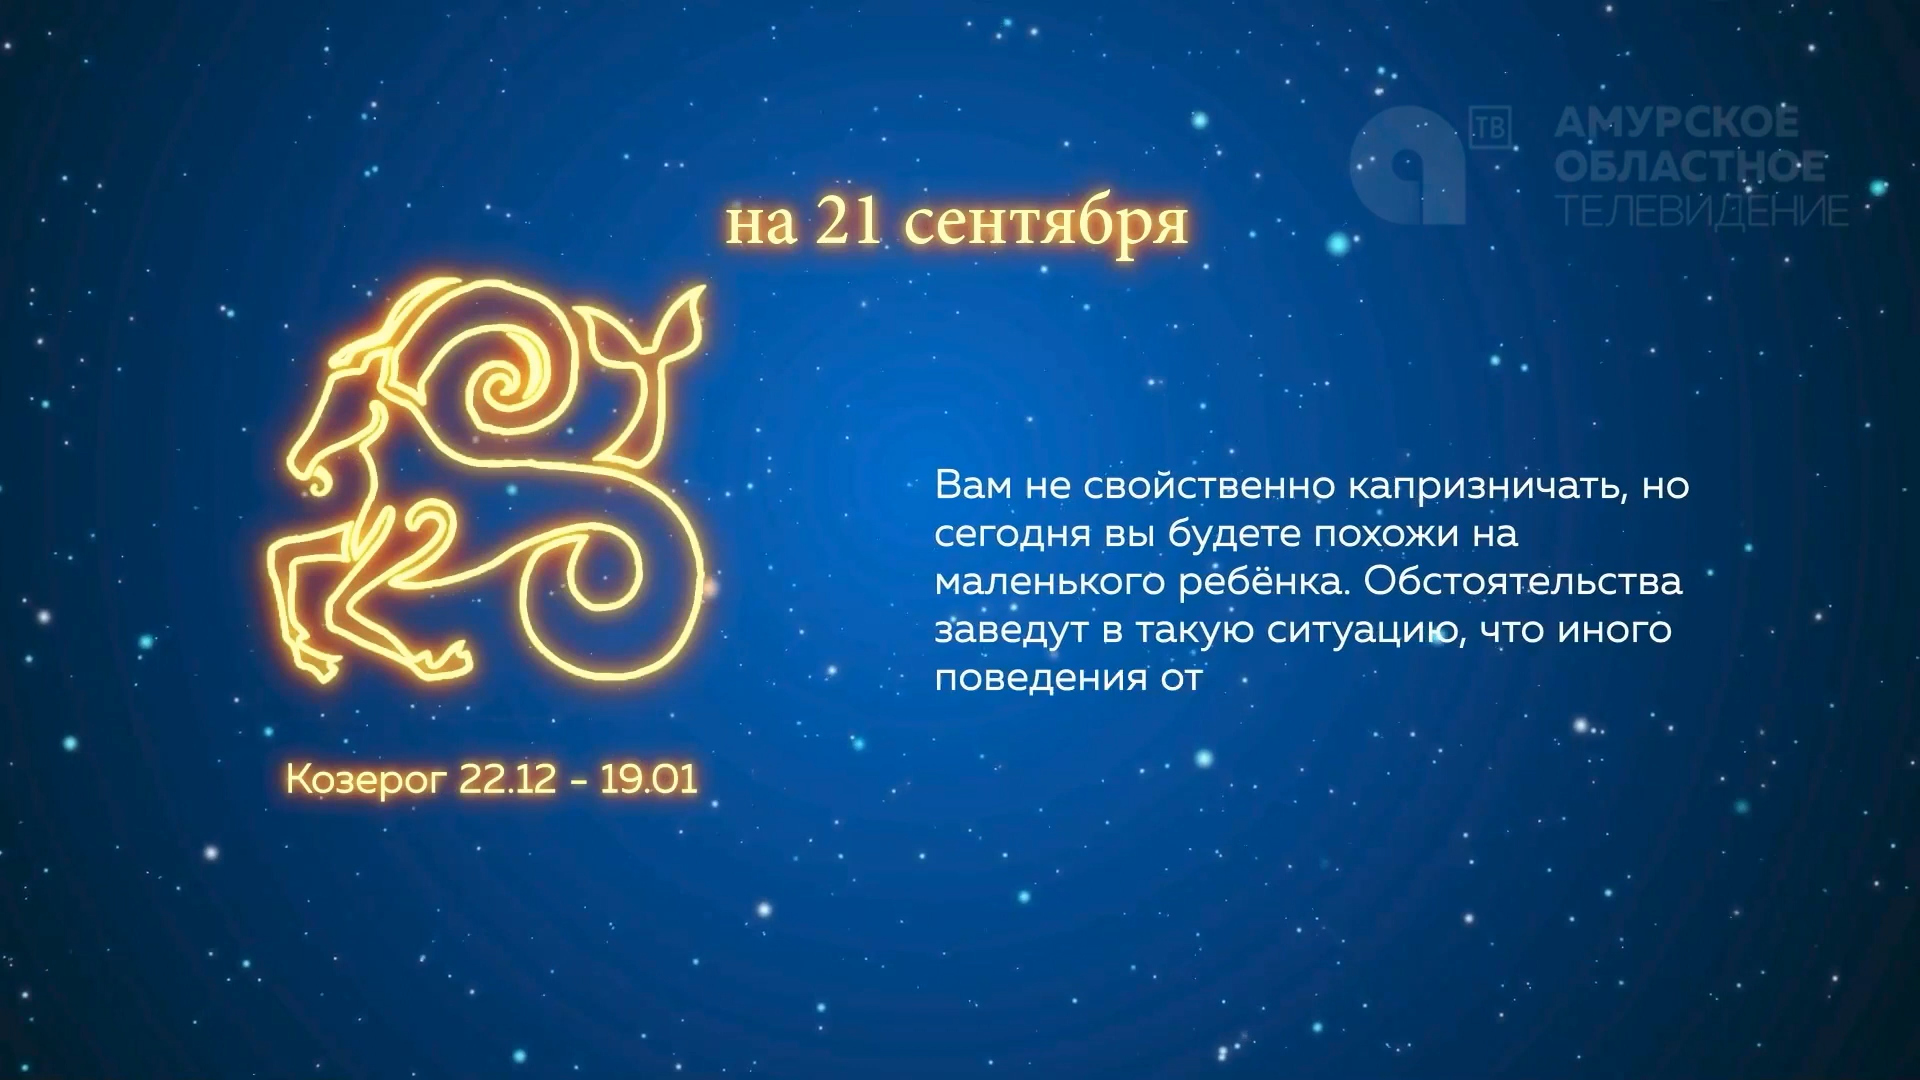 ТВ
АМУРСКОЕ
ОБЛАСТНОЕ
ТЕЛЕВИДЕНИЕ
на 21 сентября
Вам не свойственно капризничать, но
сегодня вы будете похожи на
маленького ребёнка. Обстоятельства
заведут в такую ситуацию, что иного
поведения от
Козерог 22.12 - 19.01